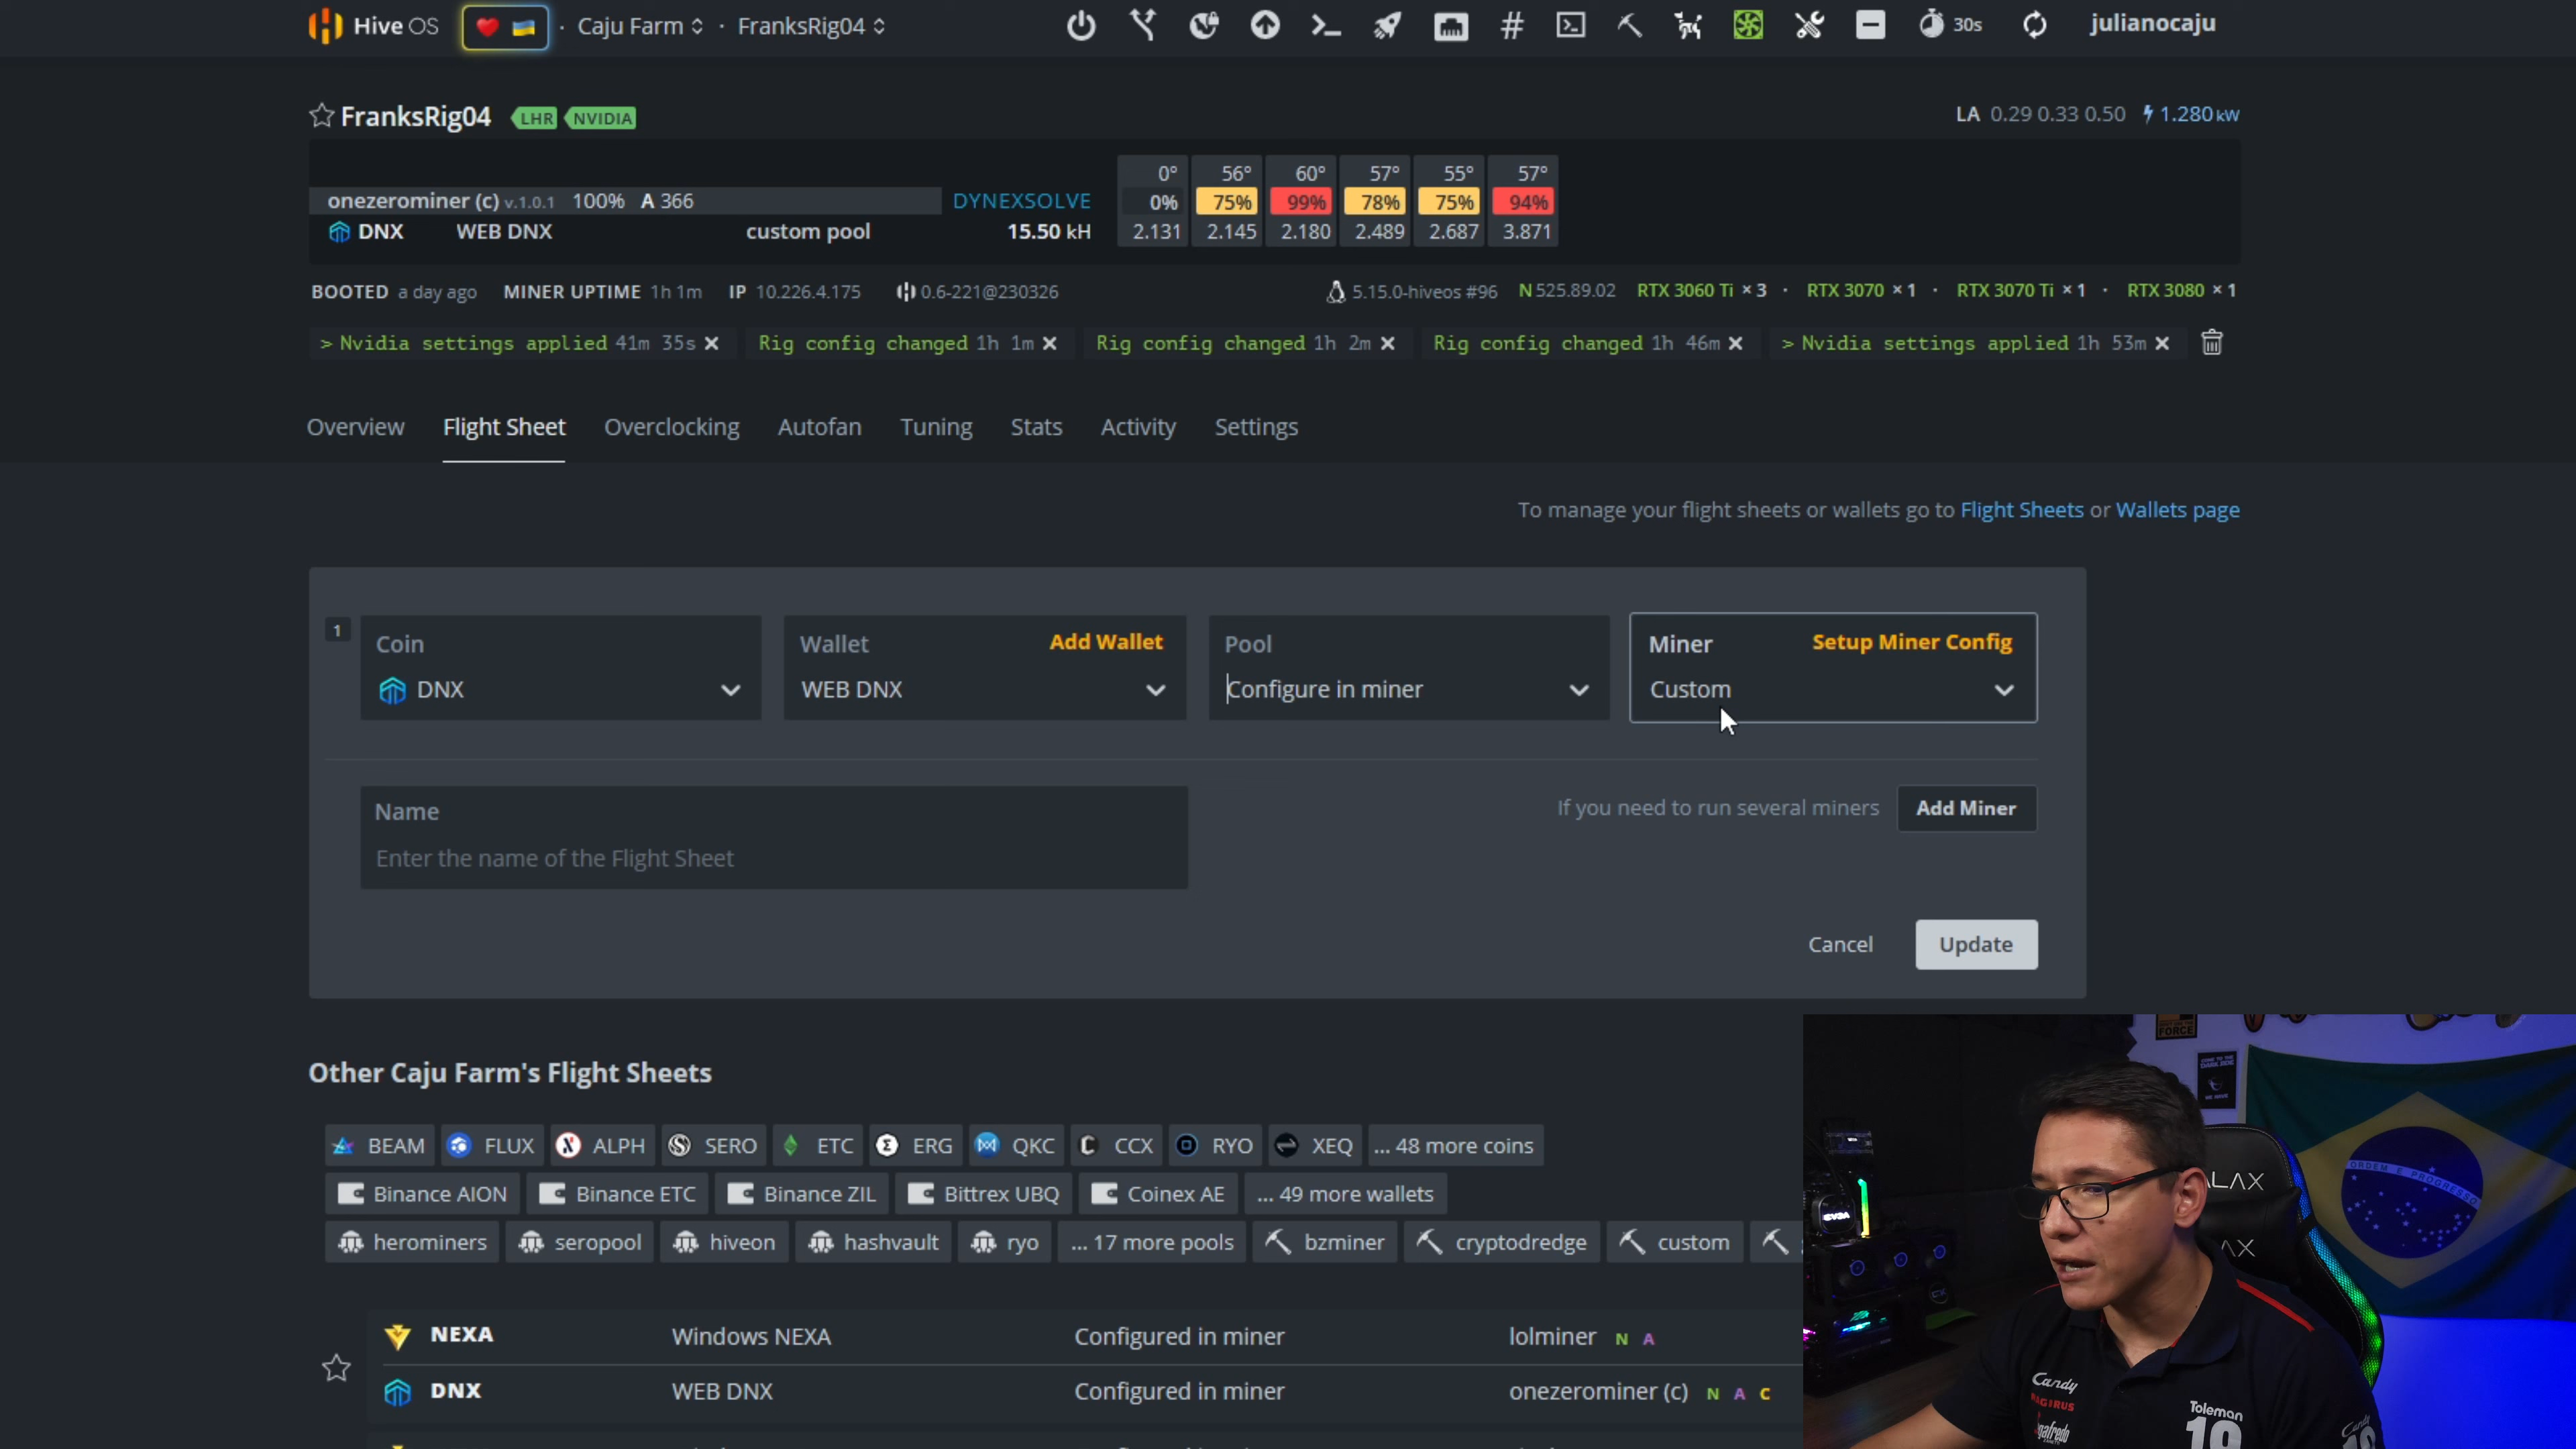 Hive OS · Caju Farm · FranksRig04 30s julianocaju
FranksRig04 LHR NVIDIA LA 0.29 0.33 0.50 1.280 kW
0° 56° 60° 57° 55° 57°
onezerominer (c) v.1.0.1 100% A 366 DYNEXSOLVE 0% 75% 99% 78% 75% 94%
DNX WEB DNX custom pool 15.50 kH 2.131 2.145 2.180 2.489 2.687 3.871
BOOTED a day ago MINER UPTIME 1h 1m IP 10.226.4.175 0.6-221@230326 5.15.0-hiveos #96 N 525.89.02 RTX 3060 Ti × 3 · RTX 3070 × 1 · RTX 3070 Ti × 1 · RTX 3080 × 1
> Nvidia settings applied 41m 35s Rig config changed 1h 1m Rig config changed 1h 2m Rig config changed 1h 46m > Nvidia settings applied 1h 53m
Overview Flight Sheet Overclocking Autofan Tuning Stats Activity Settings
To manage your flight sheets or wallets go to Flight Sheets or Wallets page
1 Coin Wallet Add Wallet Pool Miner Setup Miner Config
DNX WEB DNX Configure in miner Custom
Name If you need to run several miners Add Miner
Enter the name of the Flight Sheet
Cancel Update
Other Caju Farm's Flight Sheets
BEAM FLUX ALPH SERO ETC ERG QKC CCX RYO XEQ ... 48 more coins
Binance AION Binance ETC Binance ZIL Bittrex UBQ Coinex AE ... 49 more wallets
herominers seropool hiveon hashvault ryo ... 17 more pools bzminer cryptodredge custom
NEXA Windows NEXA Configured in miner lolminer N A
DNX WEB DNX Configured in miner onezerominer (c) N A C
FORCE
ORDEM E PROGRESSO
EVGA
Candy
Toleman
19